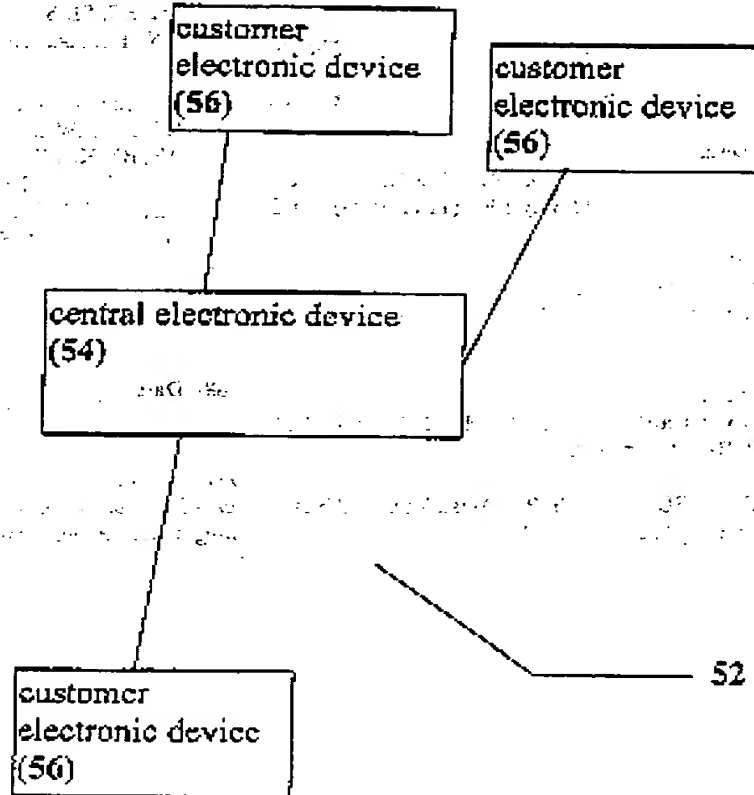 customer
electronic device
(56)
customer
electronic device
(56)
central electronic device
(54)
52
customer
electronic device
(56)